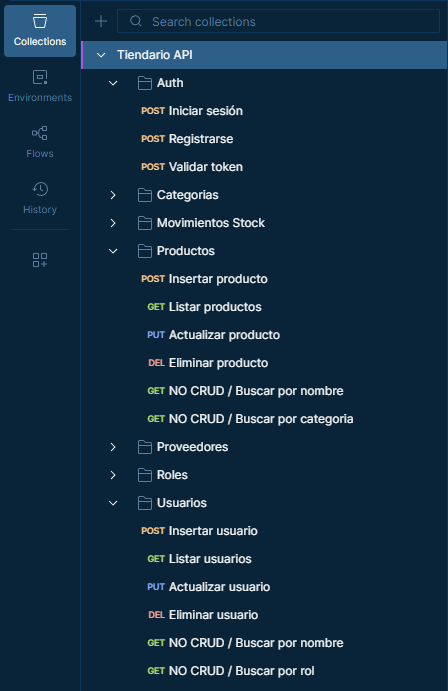 Collections
Environments
Flows
History
Search collections
Tiendario API
Auth
POST Iniciar sesión
POST Registrarse
POST Validar token
Categorias
Movimientos Stock
Productos
POST Insertar producto
GET Listar productos
PUT Actualizar producto
DEL Eliminar producto
GET NO CRUD / Buscar por nombre
GET NO CRUD / Buscar por categoria
Proveedores
Roles
Usuarios
POST Insertar usuario
GET Listar usuarios
PUT Actualizar usuario
DEL Eliminar usuario
GET NO CRUD / Buscar por nombre
GET NO CRUD / Buscar por rol